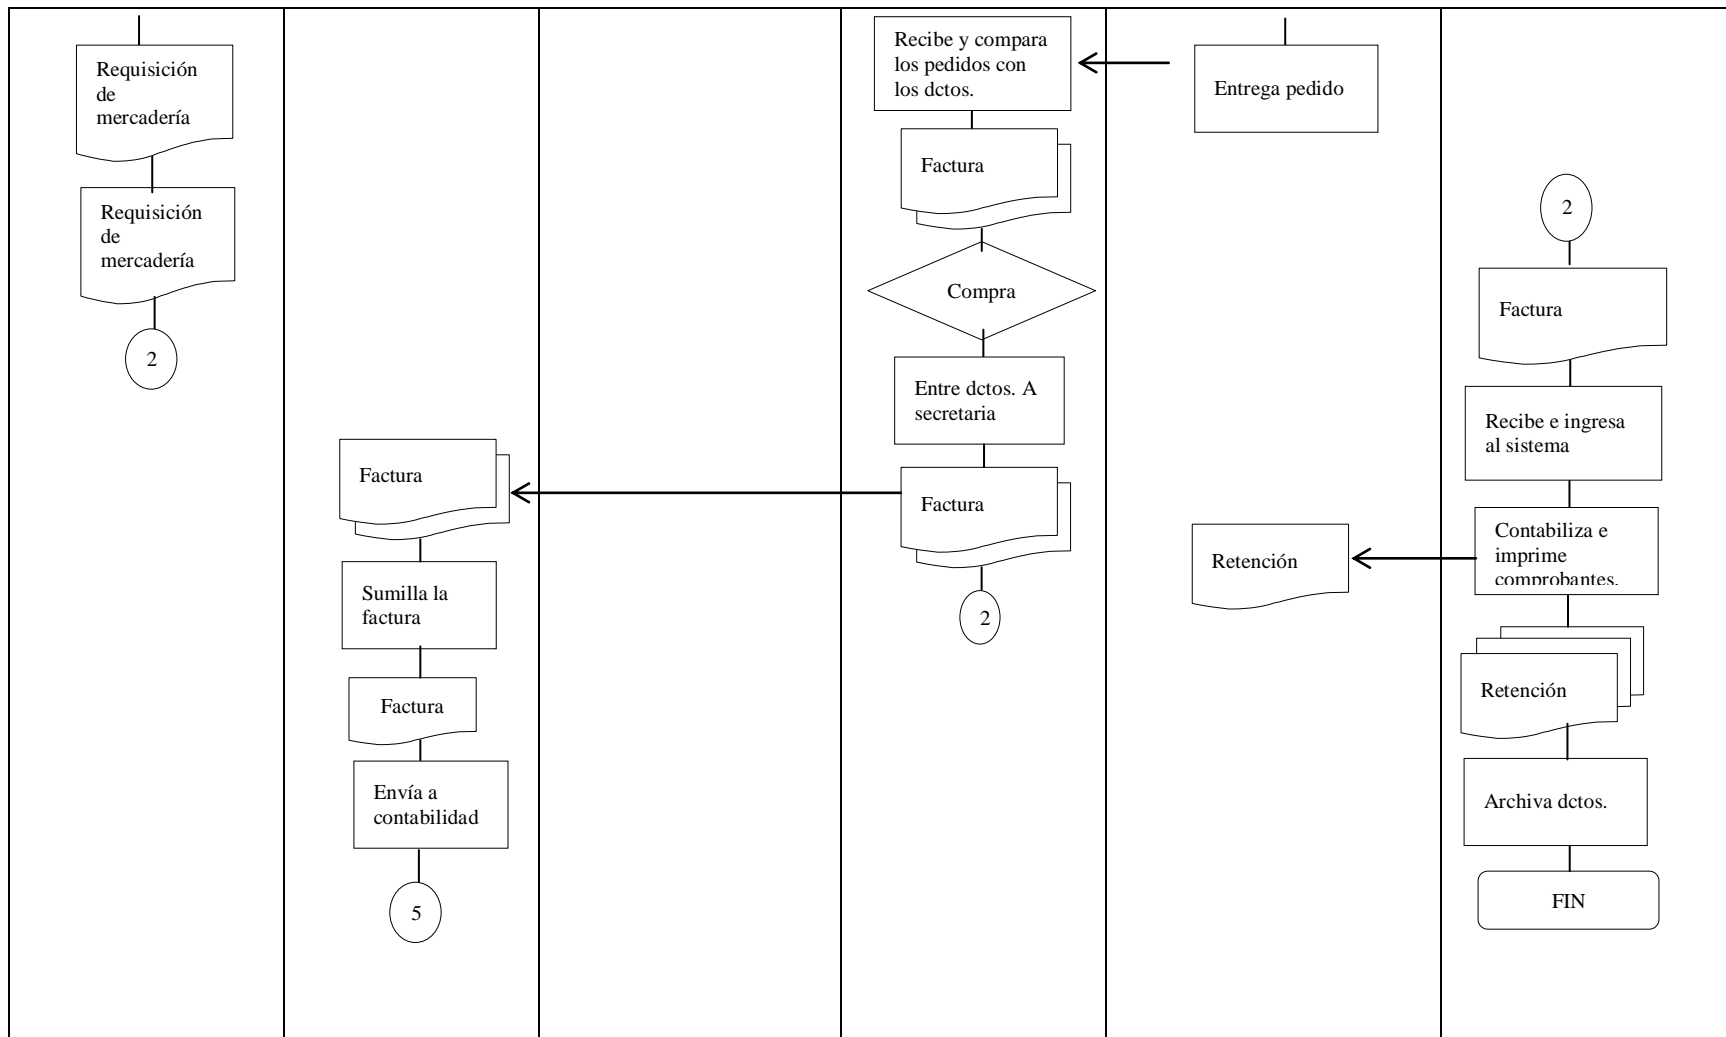 Requisición
de
mercadería
Requisición
de
mercadería
2
Factura
Sumilla la
factura
Factura
Envía a
contabilidad
5
Recibe y compara
los pedidos con
los dctos.
Factura
Compra
Entre dctos. A
secretaria
Factura
2
Entrega pedido
Retención
2
Factura
Recibe e ingresa
al sistema
Contabiliza e
imprime
comprobantes.
Retención
Archiva dctos.
FIN